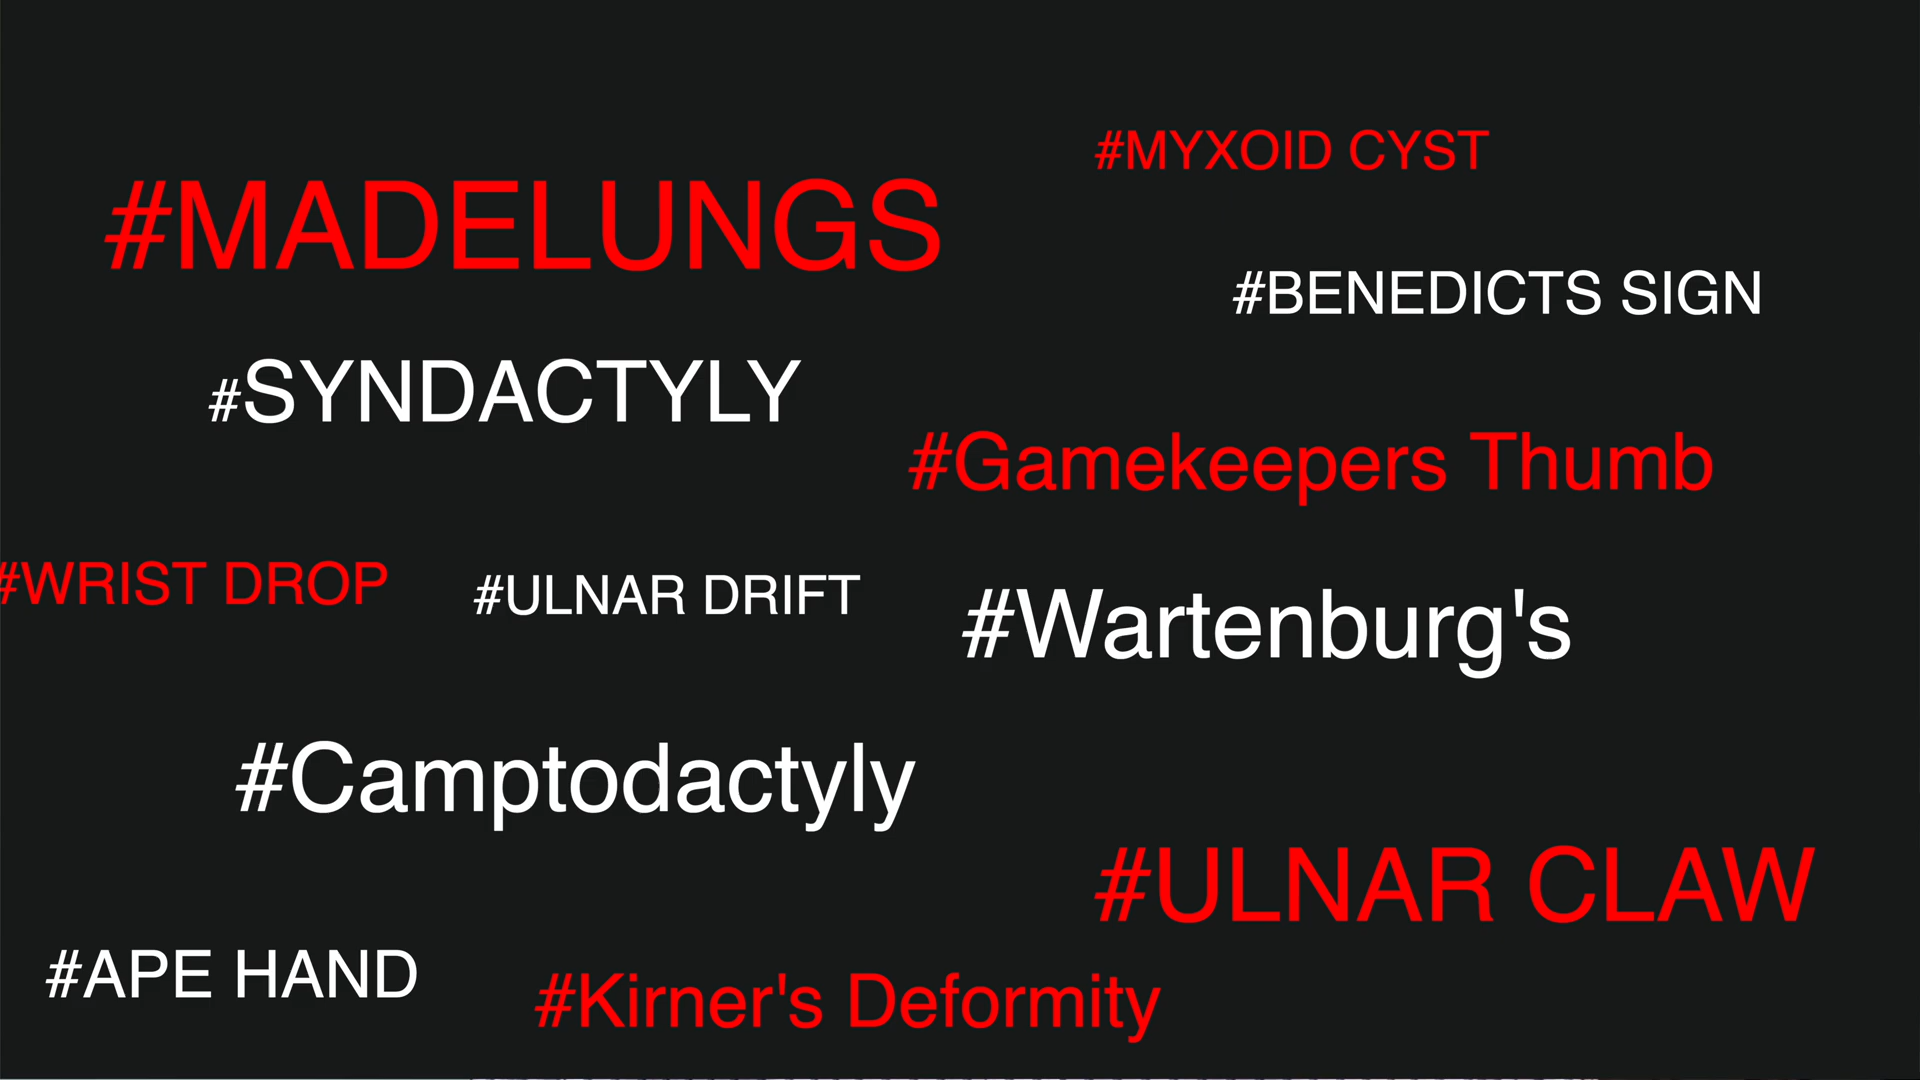 #MYXOID CYST
#MADELUNGS
#BENEDICTS SIGN
#SYNDACTYLY
#Gamekeepers Thumb
#WRIST DROP
#ULNAR DRIFT
#Wartenburg's
#Camptodactyly
#ULNAR CLAW
#APE HAND
#Kirner's Deformity